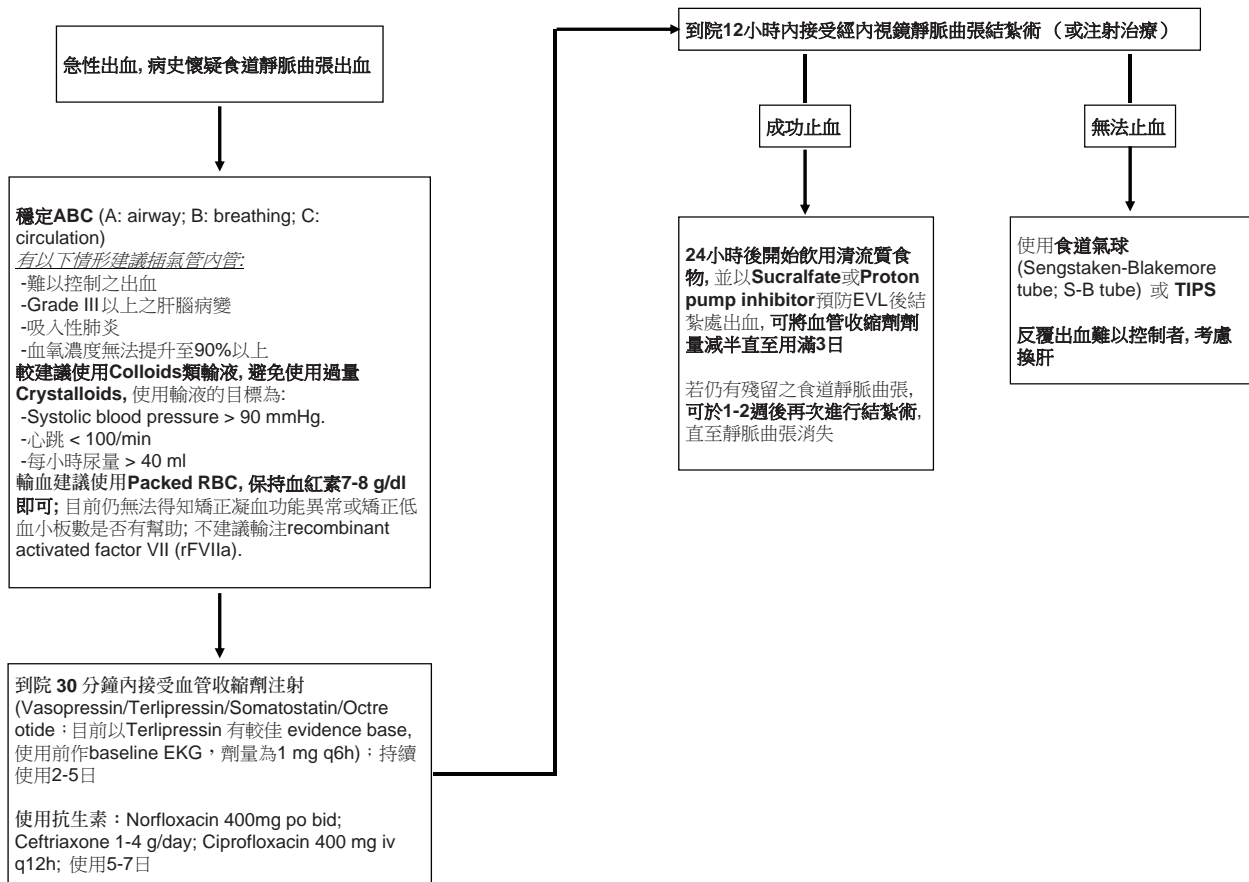 急性出血, 病史懷疑食道靜脈曲張出血
穩定ABC (A: airway; B: breathing; C:
circulation)
有以下情形建議插氣管內管:
-難以控制之出血
-Grade III以上之肝腦病變
-吸入性肺炎
-血氧濃度無法提升至90%以上
較建議使用Colloids類輸液, 避免使用過量
Crystalloids, 使用輸液的目標為:
-Systolic blood pressure > 90 mmHg.
-心跳 < 100/min
-每小時尿量 > 40 ml
輸血建議使用Packed RBC, 保持血紅素7-8 g/dl
即可; 目前仍無法得知矯正凝血功能異常或矯正低
血小板數是否有幫助; 不建議輸注recombinant
activated factor VII (rFVIIa).
到院 30 分鐘內接受血管收縮劑注射
(Vasopressin/Terlipressin/Somatostatin/Octre
otide；目前以Terlipressin 有較佳 evidence base,
使用前作baseline EKG，劑量為1 mg q6h)；持續
使用2-5日
使用抗生素：Norfloxacin 400mg po bid;
Ceftriaxone 1-4 g/day; Ciprofloxacin 400 mg iv
q12h; 使用5-7日
到院12小時內接受經內視鏡靜脈曲張結紮術（或注射治療）
成功止血
24小時後開始飲用清流質食
物, 並以Sucralfate或Proton
pump inhibitor預防EVL後結
紮處出血, 可將血管收縮劑劑
量減半直至用滿3日
若仍有殘留之食道靜脈曲張,
可於1-2週後再次進行結紮術,
直至靜脈曲張消失
無法止血
使用食道氣球
(Sengstaken-Blakemore
tube; S-B tube) 或 TIPS
反覆出血難以控制者, 考慮
換肝